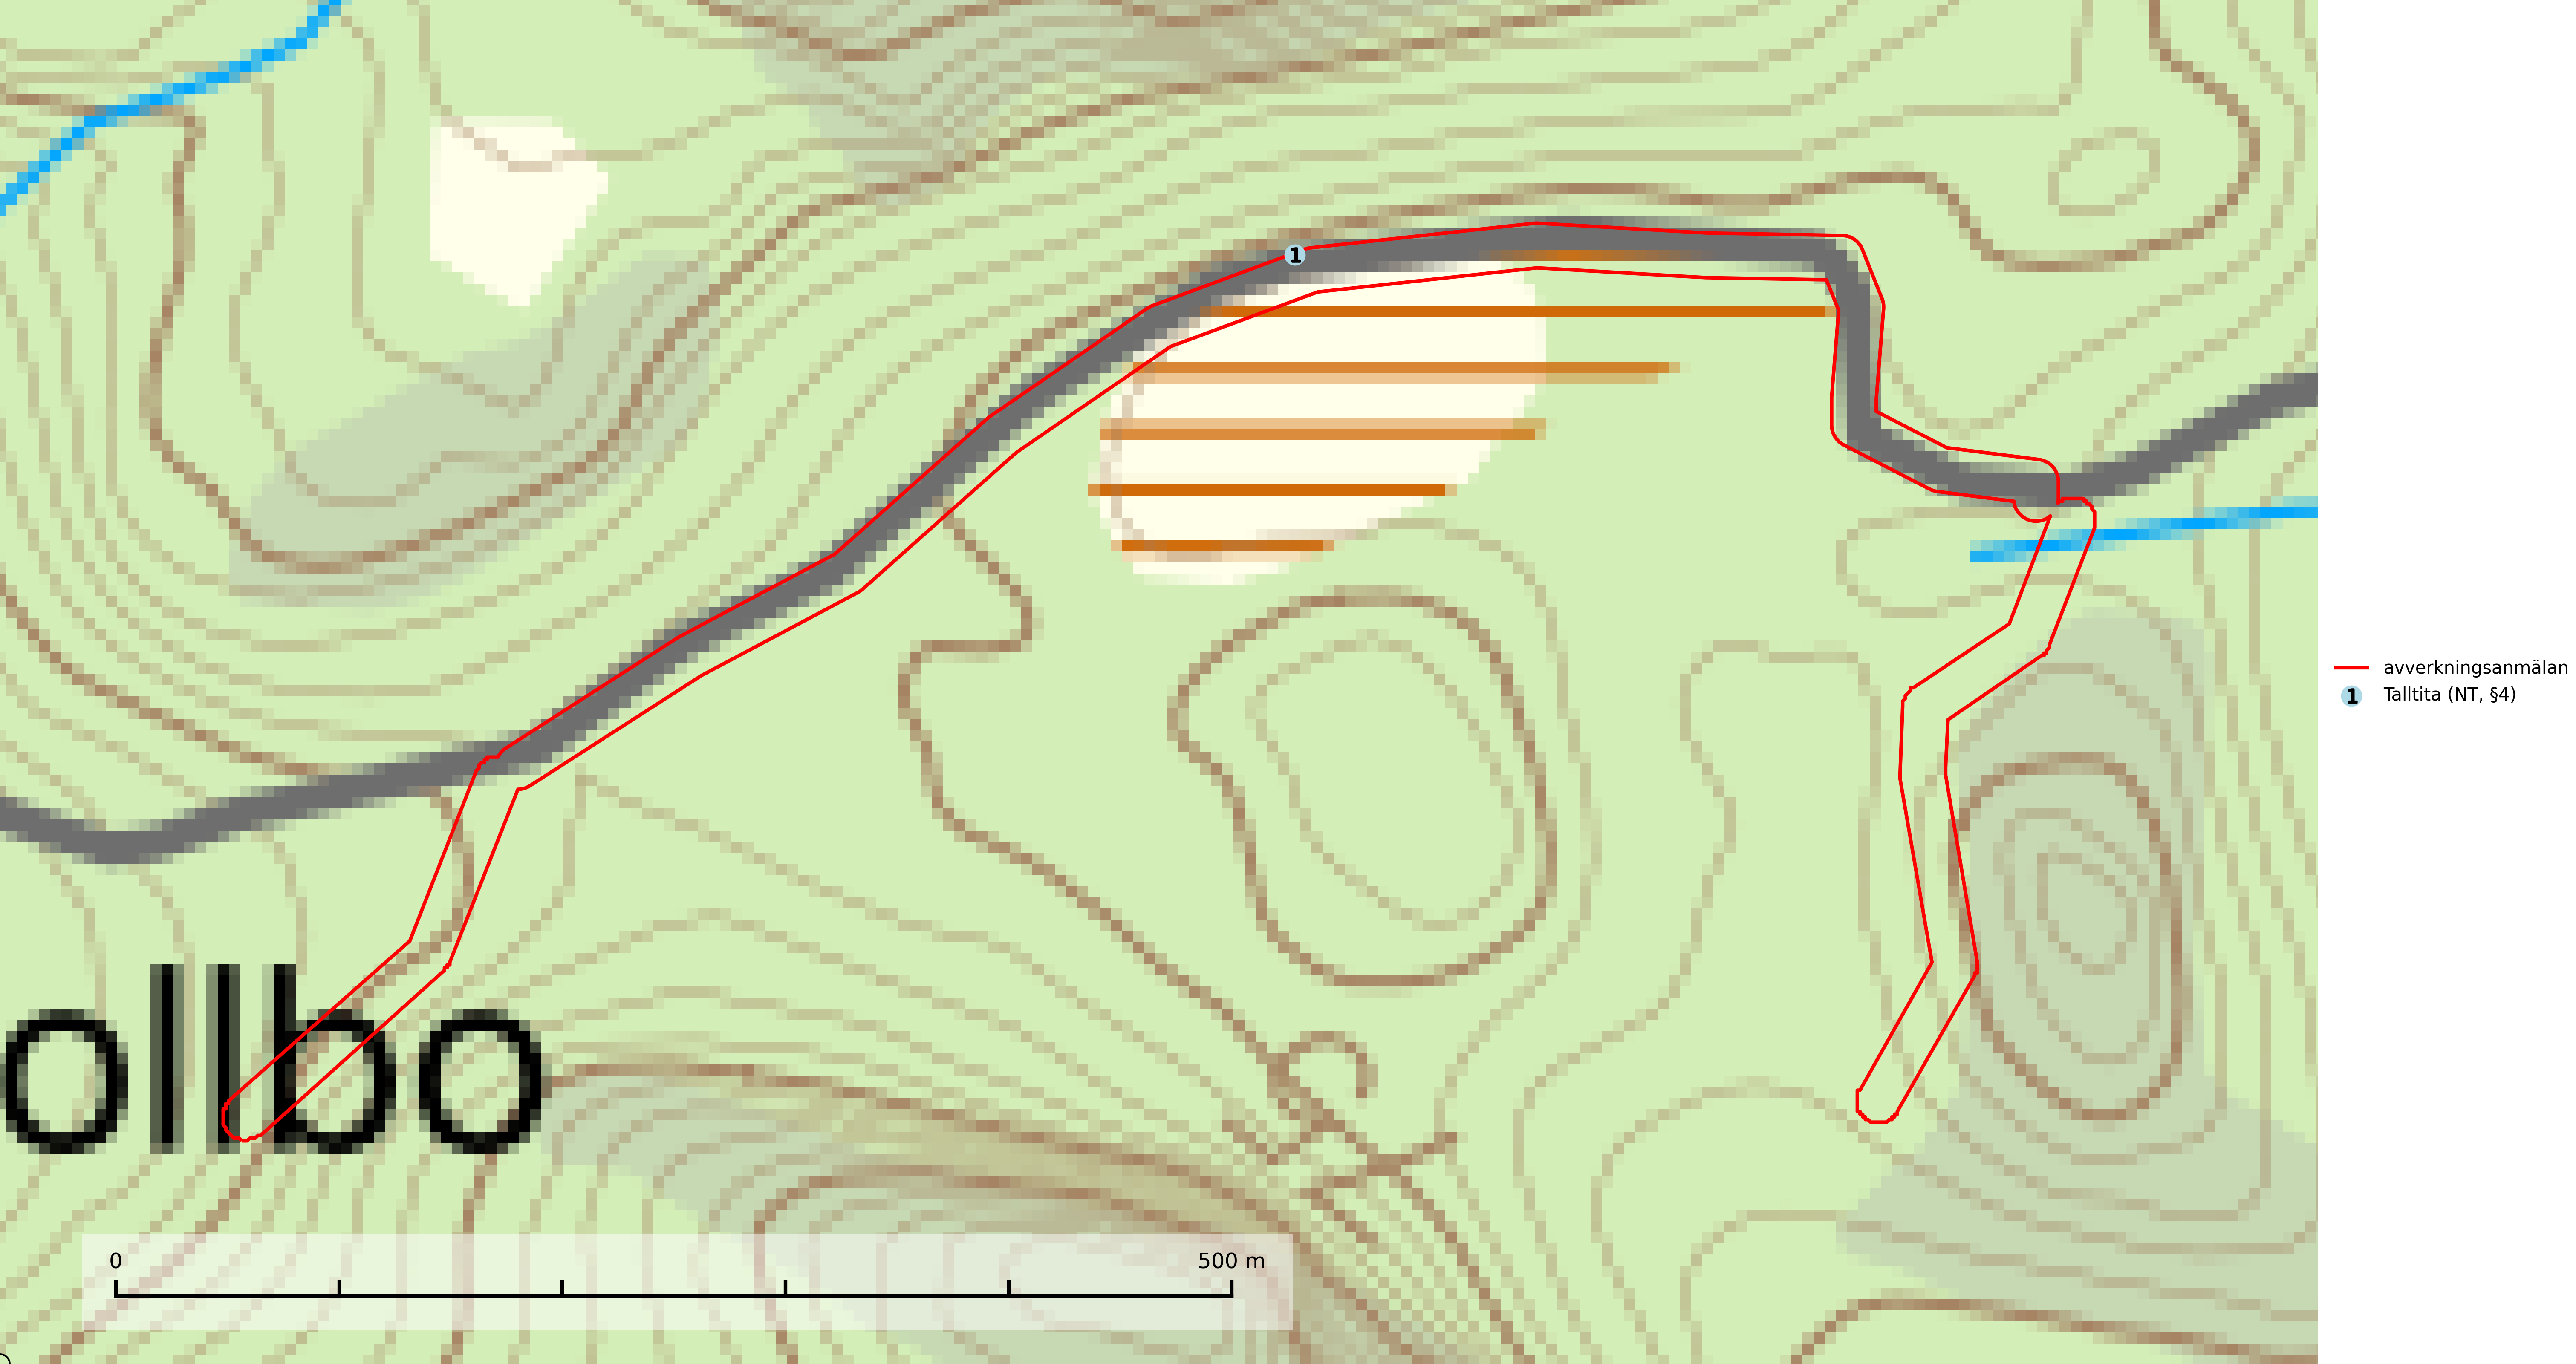 1
avverkningsanmälan
1 Talltita (NT, §4)
ollbo
0 500 m